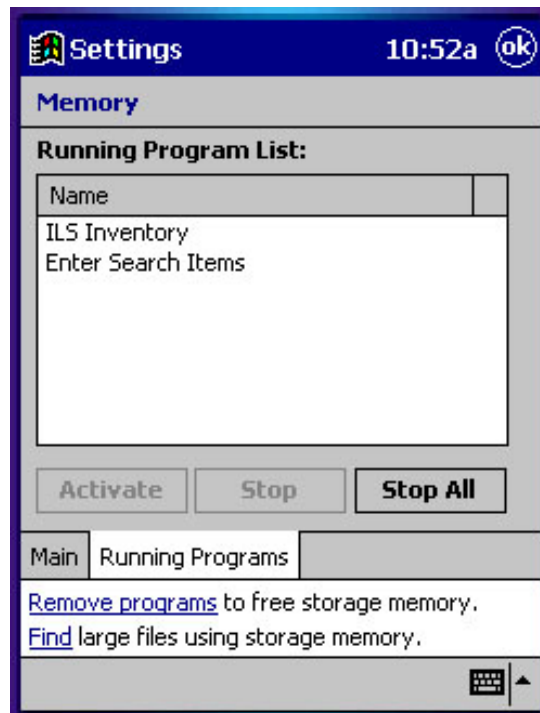 Settings 10:52a ok
Memory
Running Program List:
Name
ILS Inventory
Enter Search Items
Activate Stop Stop All
Main Running Programs
Remove programs to free storage memory.
Find large files using storage memory.